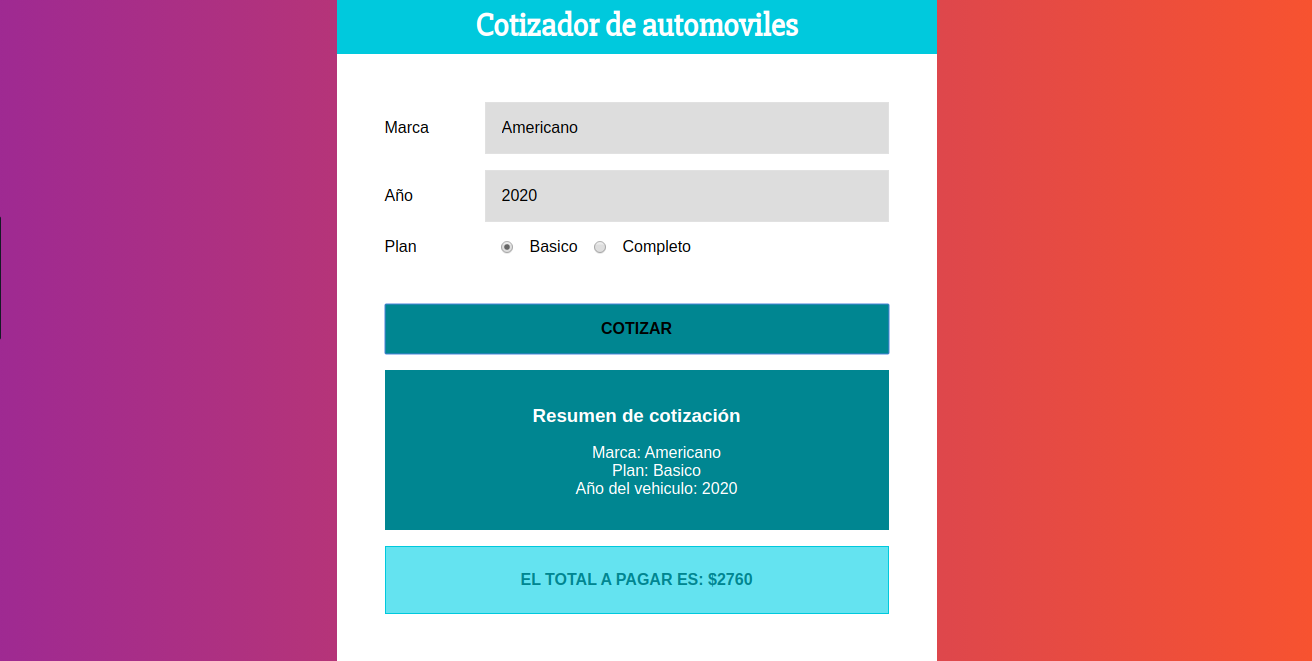 Cotizador de automoviles
Marca Americano
Año 2020
Plan Basico Completo
COTIZAR
Resumen de cotización
Marca: Americano
Plan: Basico
Año del vehiculo: 2020
EL TOTAL A PAGAR ES: $2760